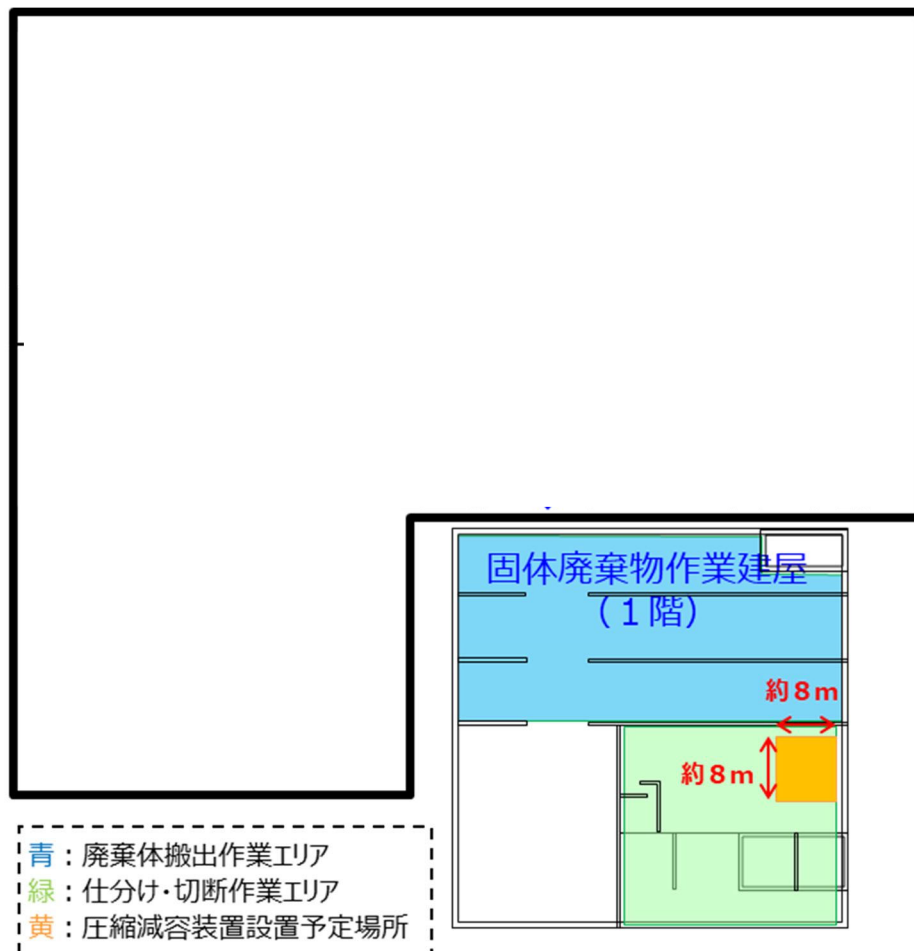 固体廃棄物作業建屋
（１階）
約８ｍ
約８ｍ
青：廃棄体搬出作業エリア
緑：仕分け・切断作業エリア
黄：圧縮減容装置設置予定場所